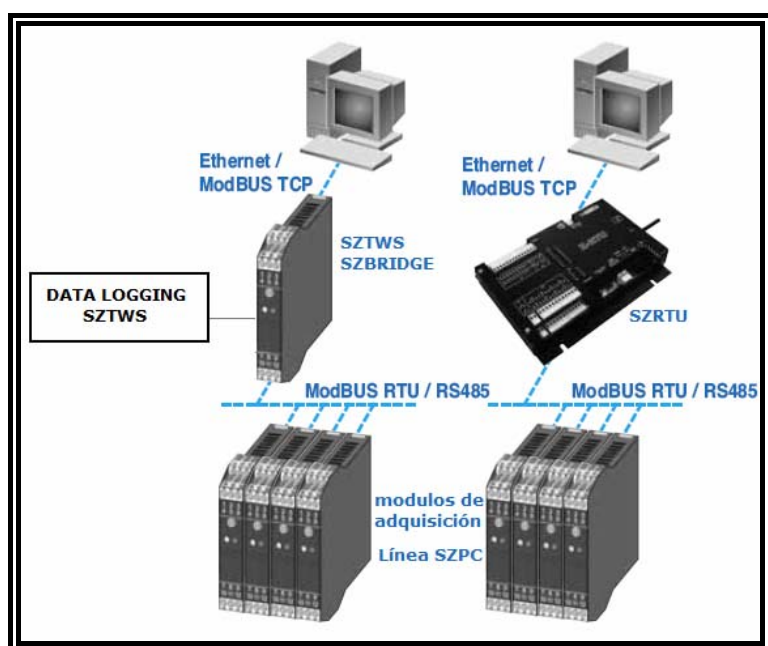 Ethernet /
ModBUS TCP
Ethernet /
ModBUS TCP
SZTWS
SZBRIDGE
DATA LOGGING
SZTWS
SZRTU
ModBUS RTU / RS485
ModBUS RTU / RS485
modulos de
adquisición
Línea SZPC